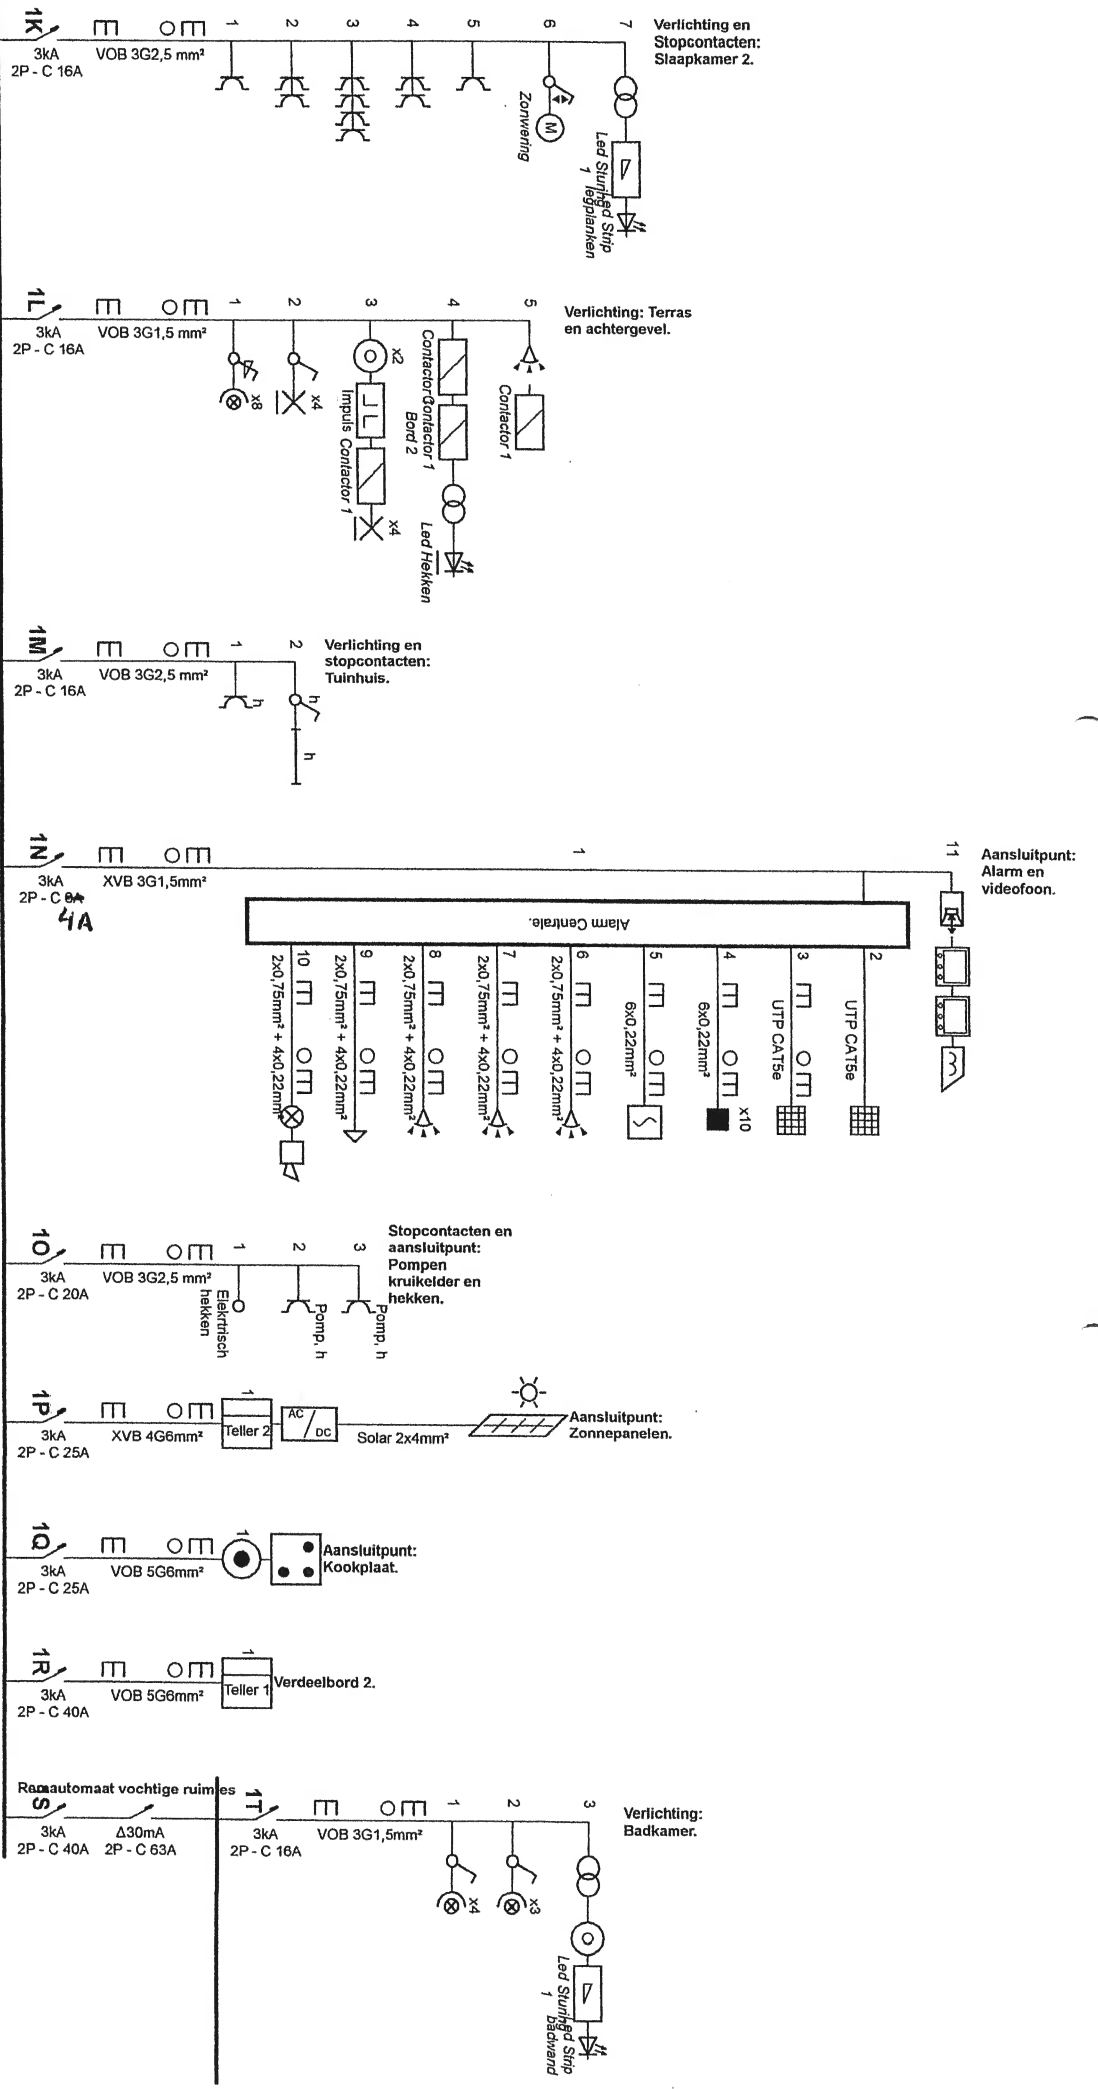 1K
3kA
2P - C 16A
VOB 3G2,5 mm²
1
2
3
4
5
6
7
Zonwering
M
Led Sturing
1
Led Strip
legplanken
Verlichting en
Stopcontacten:
Slaapkamer 2.
1L
3kA
2P - C 16A
VOB 3G1,5 mm²
1
2
3
4
5
x8
x4
x2
Impuls
Contactor 1
x4
Contactor
Contactor 1
Bord 2
Led Hekken
Contactor 1
Verlichting: Terras
en achtergevel.
1M
3kA
2P - C 16A
VOB 3G2,5 mm²
1
2
h
h
h
Verlichting en
stopcontacten:
Tuinhuis.
1N
3kA
2P - C 6A
4A
XVB 3G1,5mm²
1
11
Aansluitpunt:
Alarm en
videofoon.
Alarm Centrale.
10
2x0,75mm² + 4x0,22mm²
9
2x0,75mm² + 4x0,22mm²
8
2x0,75mm² + 4x0,22mm²
7
2x0,75mm² + 4x0,22mm²
6
2x0,75mm² + 4x0,22mm²
5
6x0,22mm²
4
6x0,22mm²
x10
3
UTP CAT5e
2
UTP CAT5e
1O
3kA
2P - C 20A
VOB 3G2,5 mm²
1
2
3
Elektrisch
hekken
Pomp, h
Pomp, h
Stopcontacten en
aansluitpunt:
Pompen
kruikelder en
hekken.
1P
3kA
2P - C 25A
XVB 4G6mm²
1
Teller 2
AC
DC
Solar 2x4mm²
Aansluitpunt:
Zonnepanelen.
1Q
3kA
2P - C 25A
VOB 5G6mm²
1
Aansluitpunt:
Kookplaat.
1R
3kA
2P - C 40A
VOB 5G6mm²
1
Teller 1
Verdeelbord 2.
automaat vochtige ruimtes
S
3kA
2P - C 40A
Δ30mA
2P - C 63A
1T
3kA
2P - C 16A
VOB 3G1,5mm²
1
2
3
x4
x3
Led Sturing
1
Led Strip
badwand
Verlichting:
Badkamer.